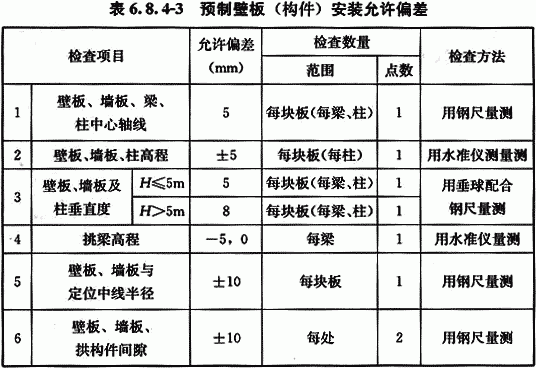 表 6.8.4-3 预制壁板（构件）安装允许偏差
检查项目 允许偏差(mm) 检查数量 检查方法
范围 点数
1 壁板、墙板、梁、柱中心轴线 5 每块板(每梁、柱) 1 用钢尺量测
2 壁板、墙板、柱高程 ±5 每块板(每柱) 1 用水准仪测量测
3 壁板、墙板及柱垂直度 H≤5m 5 每块板(每梁、柱) 1 用垂球配合钢尺量测
H>5m 8 每块板(每梁、柱) 1
4 挑梁高程 －5，0 每梁 1 用水准仪量测
5 壁板、墙板与定位中线半径 ±10 每块板 1 用钢尺量测
6 壁板、墙板、拱构件间隙 ±10 每处 2 用钢尺量测